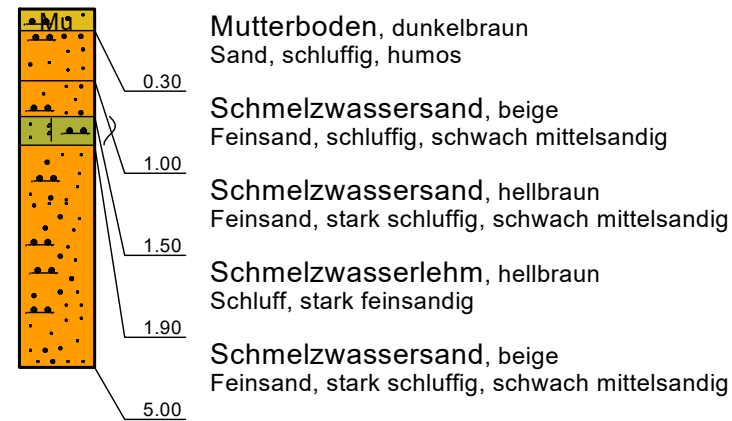 Mu
Mutterboden, dunkelbraun
Sand, schluffig, humos
0.30
Schmelzwassersand, beige
Feinsand, schluffig, schwach mittelsandig
1.00
Schmelzwassersand, hellbraun
Feinsand, stark schluffig, schwach mittelsandig
1.50
Schmelzwasserlehm, hellbraun
Schluff, stark feinsandig
1.90
Schmelzwassersand, beige
Feinsand, stark schluffig, schwach mittelsandig
5.00